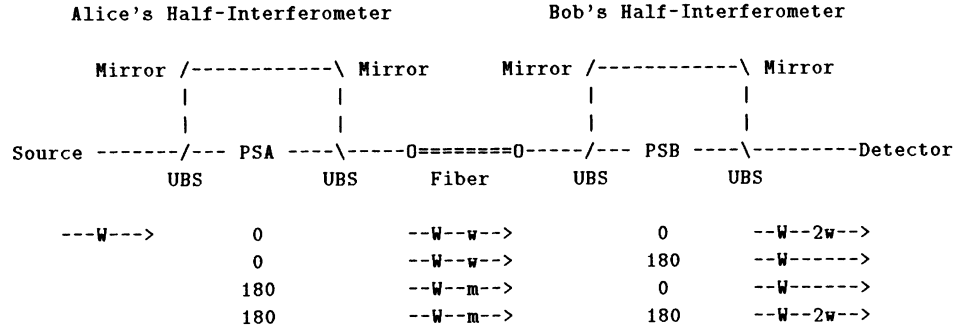 Alice's Half-Interferometer Bob's Half-Interferometer
Mirror /------------\ Mirror Mirror /------------\ Mirror
| | | |
| | | |
Source -------/--- PSA ----\-----0========0-----/--- PSB ----\---------Detector
UBS UBS Fiber UBS UBS
---W---> 0 --W--w--> 0 --W--2w--->
0 --W--w--> 180 --W------>
180 --W--m--> 0 --W------>
180 --W--m--> 180 --W--2w--->